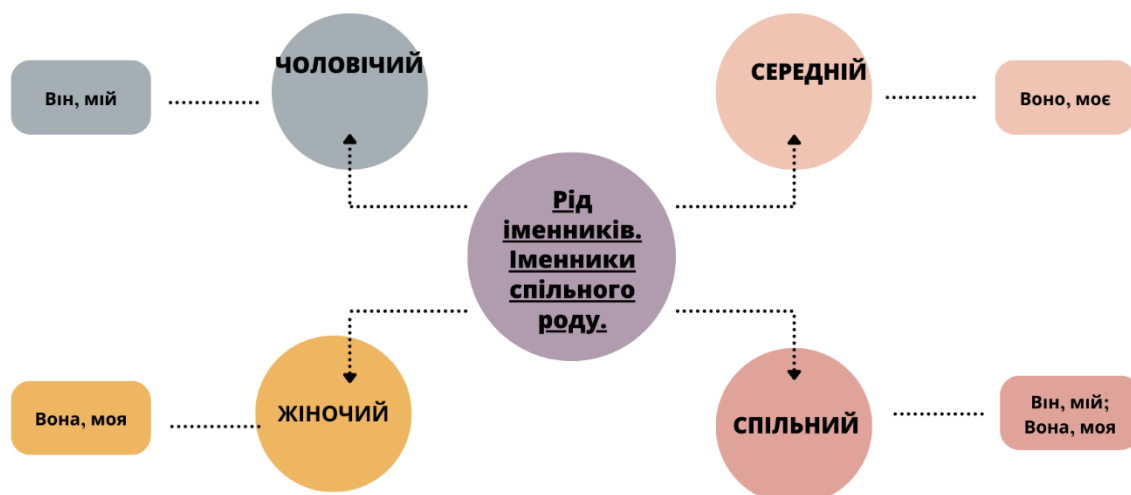 ЧОЛОВІЧИЙ
СЕРЕДНІЙ
Він, мій
Воно, моє
Рід
іменників.
Іменники
спільного
роду.
Вона, моя
ЖІНОЧИЙ
СПІЛЬНИЙ
Він, мій;
Вона, моя